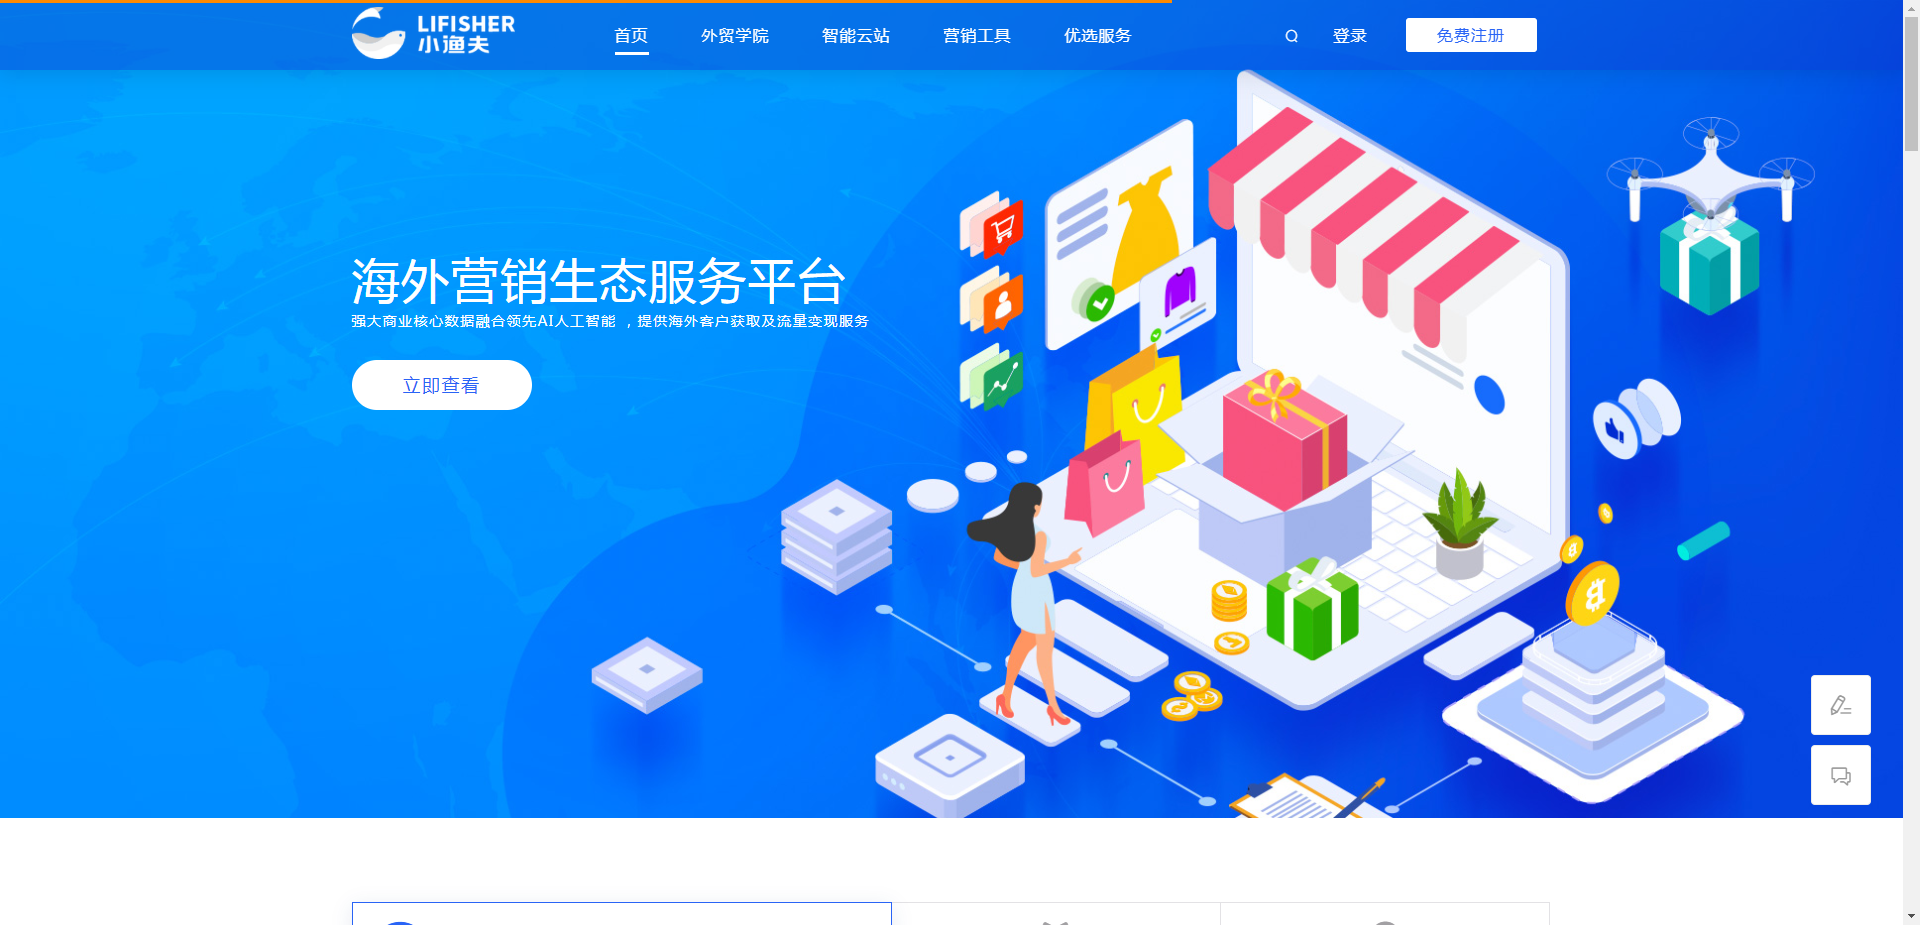 LIFISHER
小渔夫
首页
外贸学院
智能云站
营销工具
优选服务
登录
免费注册
海外营销生态服务平台
强大商业核心数据融合领先AI人工智能 ，提供海外客户获取及流量变现服务
立即查看